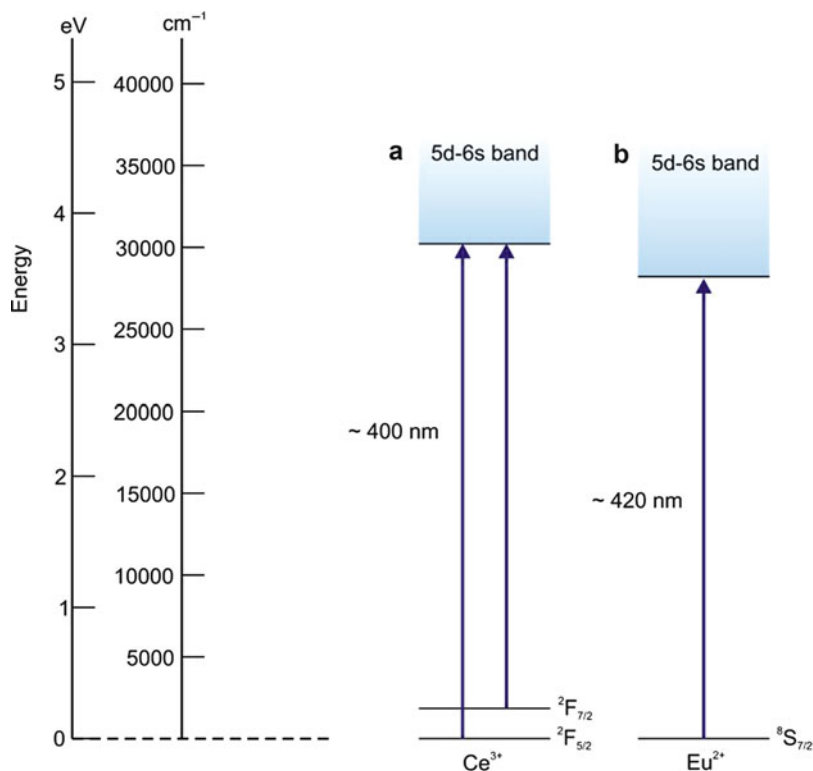 eV
cm⁻¹
5
4
3
2
1
0
Energy
40000
35000
30000
25000
20000
15000
10000
5000
a
5d-6s band
~ 400 nm
²F₇/₂
²F₅/₂
Ce³⁺
b
5d-6s band
~ 420 nm
⁸S₇/₂
Eu²⁺